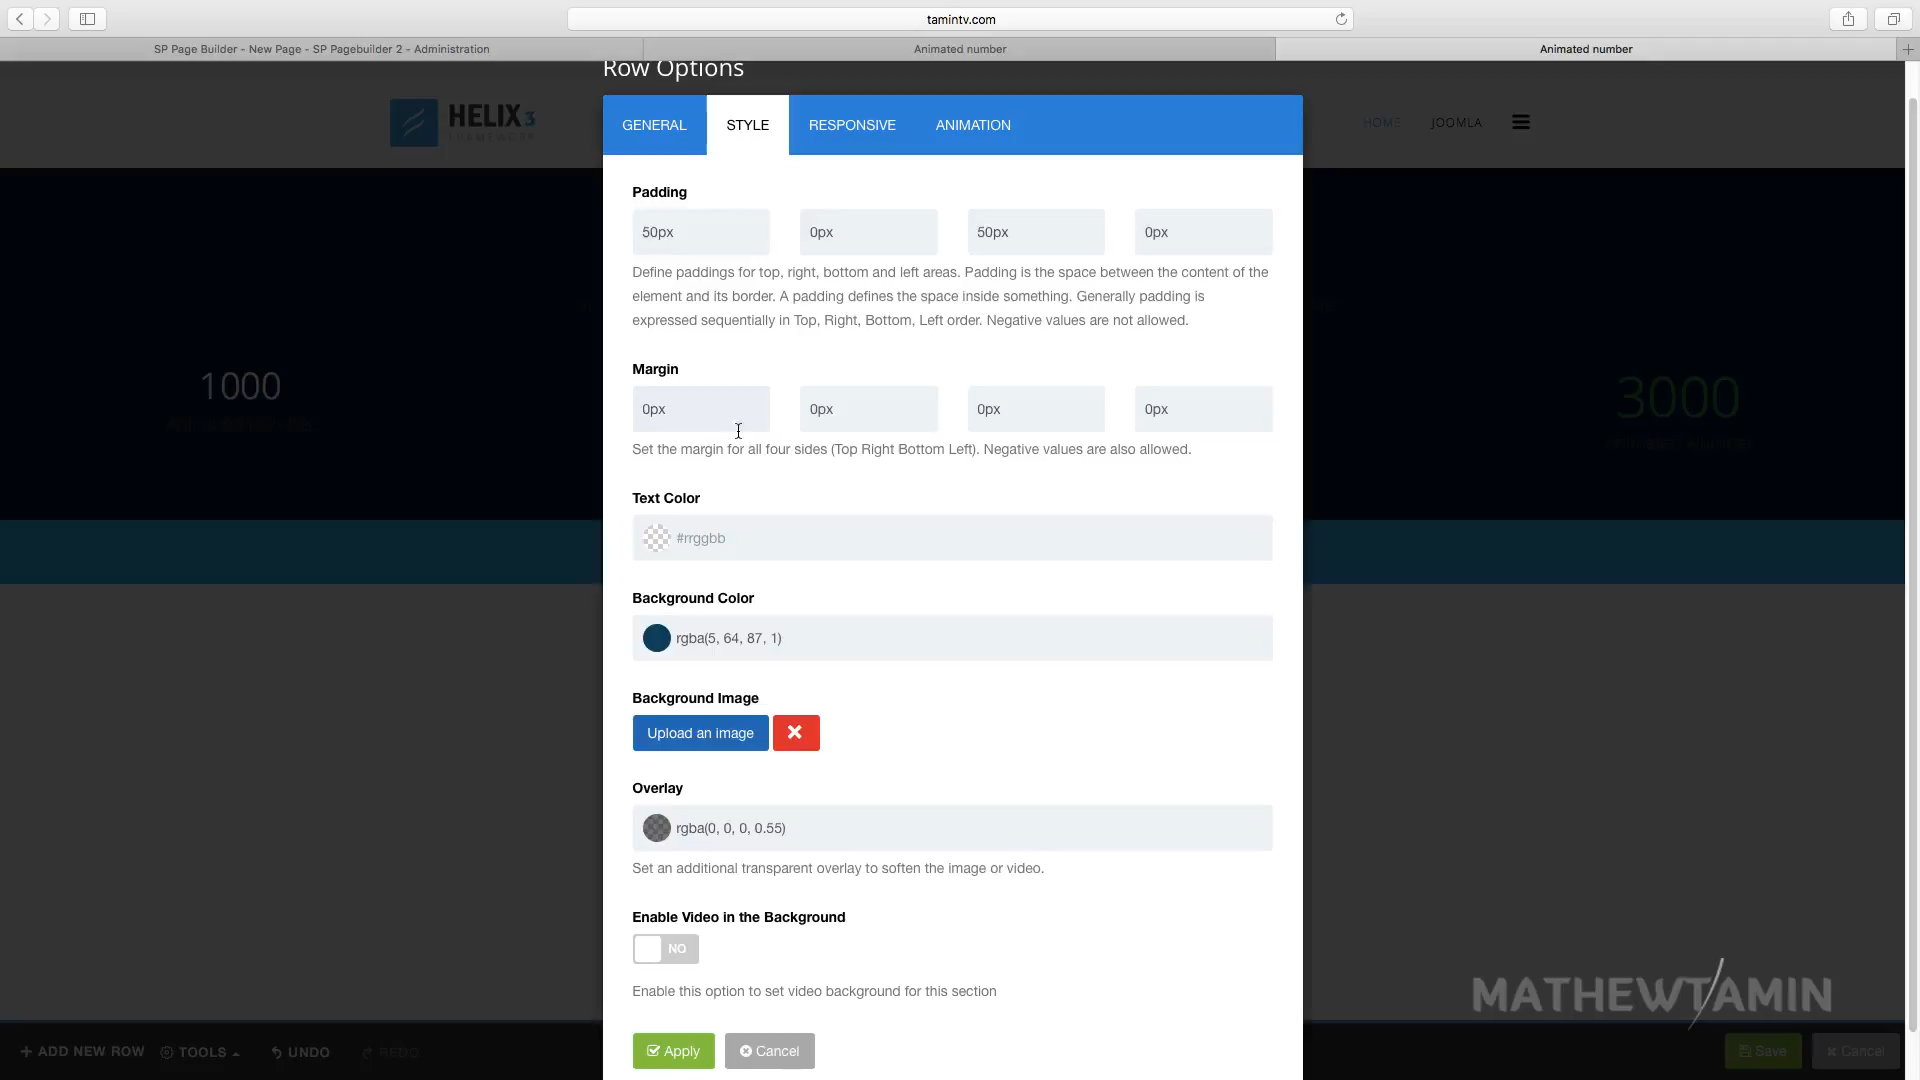 tamintv.com
SP Page Builder - New Page - SP Pagebuilder 2 - Administration
Animated number
Animated number
Row Options
HELIX 3
FRAMEWORK
HOME
JOOMLA
GENERAL
STYLE
RESPONSIVE
ANIMATION
Padding
50px
0px
50px
0px
Define paddings for top, right, bottom and left areas. Padding is the space between the content of the
element and its border. A padding defines the space inside something. Generally padding is
expressed sequentially in Top, Right, Bottom, Left order. Negative values are not allowed.
Margin
0px
0px
0px
0px
Set the margin for all four sides (Top Right Bottom Left). Negative values are also allowed.
1000
3000
Animated Number
Text Color
#rrggbb
Background Color
rgba(5, 64, 87, 1)
Background Image
Upload an image
Overlay
rgba(0, 0, 0, 0.55)
Set an additional transparent overlay to soften the image or video.
Enable Video in the Background
NO
Enable this option to set video background for this section
MATHEWTAMIN
Apply
Cancel
ADD NEW ROW
TOOLS
UNDO
REDO
Save
Cancel